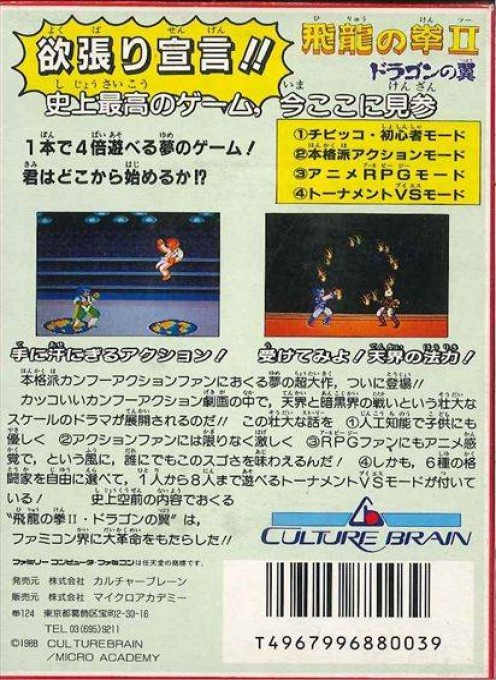 欲張り宣言!!
飛龍の拳II
ドラゴンの翼
史上最高のゲーム, 今ここに見参
1本で4倍遊べる夢のゲーム!
君はどこから始めるか!?
①チビッコ・初心者モード
②本格派アクションモード
③アニメRPGモード
④トーナメントVSモード
手に汗にぎるアクション!
受けてみよ!天界の法力!
本格派カンフーアクションファンにおくる夢の超大作,ついに登場!!
カッコいいカンフーアクション劇画の中で,天界と暗黒界の戦いという壮大な
スケールのドラマが展開されるのだ!! この壮大な話を ①人工知能で子供にも
優しく ②アクションファンには限りなく激しく ③RPGファンにもアニメ感
覚で,という風に,誰にでもこのスゴさを味わえるんだ! ④しかも,6種の格
闘家を自由に選べて,1人から8人まで遊べるトーナメントVSモードが付いて
いる! 史上空前の内容でおくる
“飛龍の拳II・ドラゴンの翼”は,
ファミコン界に大革命をもたらした!!
CULTURE BRAIN
ファミリーコンピュータ・ファミコンは任天堂の商標です.
発売元 株式会社 カルチャーブレーン
販売元 株式会社 マイクロアカデミー
〒124 東京都葛飾区宝町2-30-16
TEL 03(695)9211
©1988 CULTUREBRAIN
/MICRO ACADEMY
T4967996880039